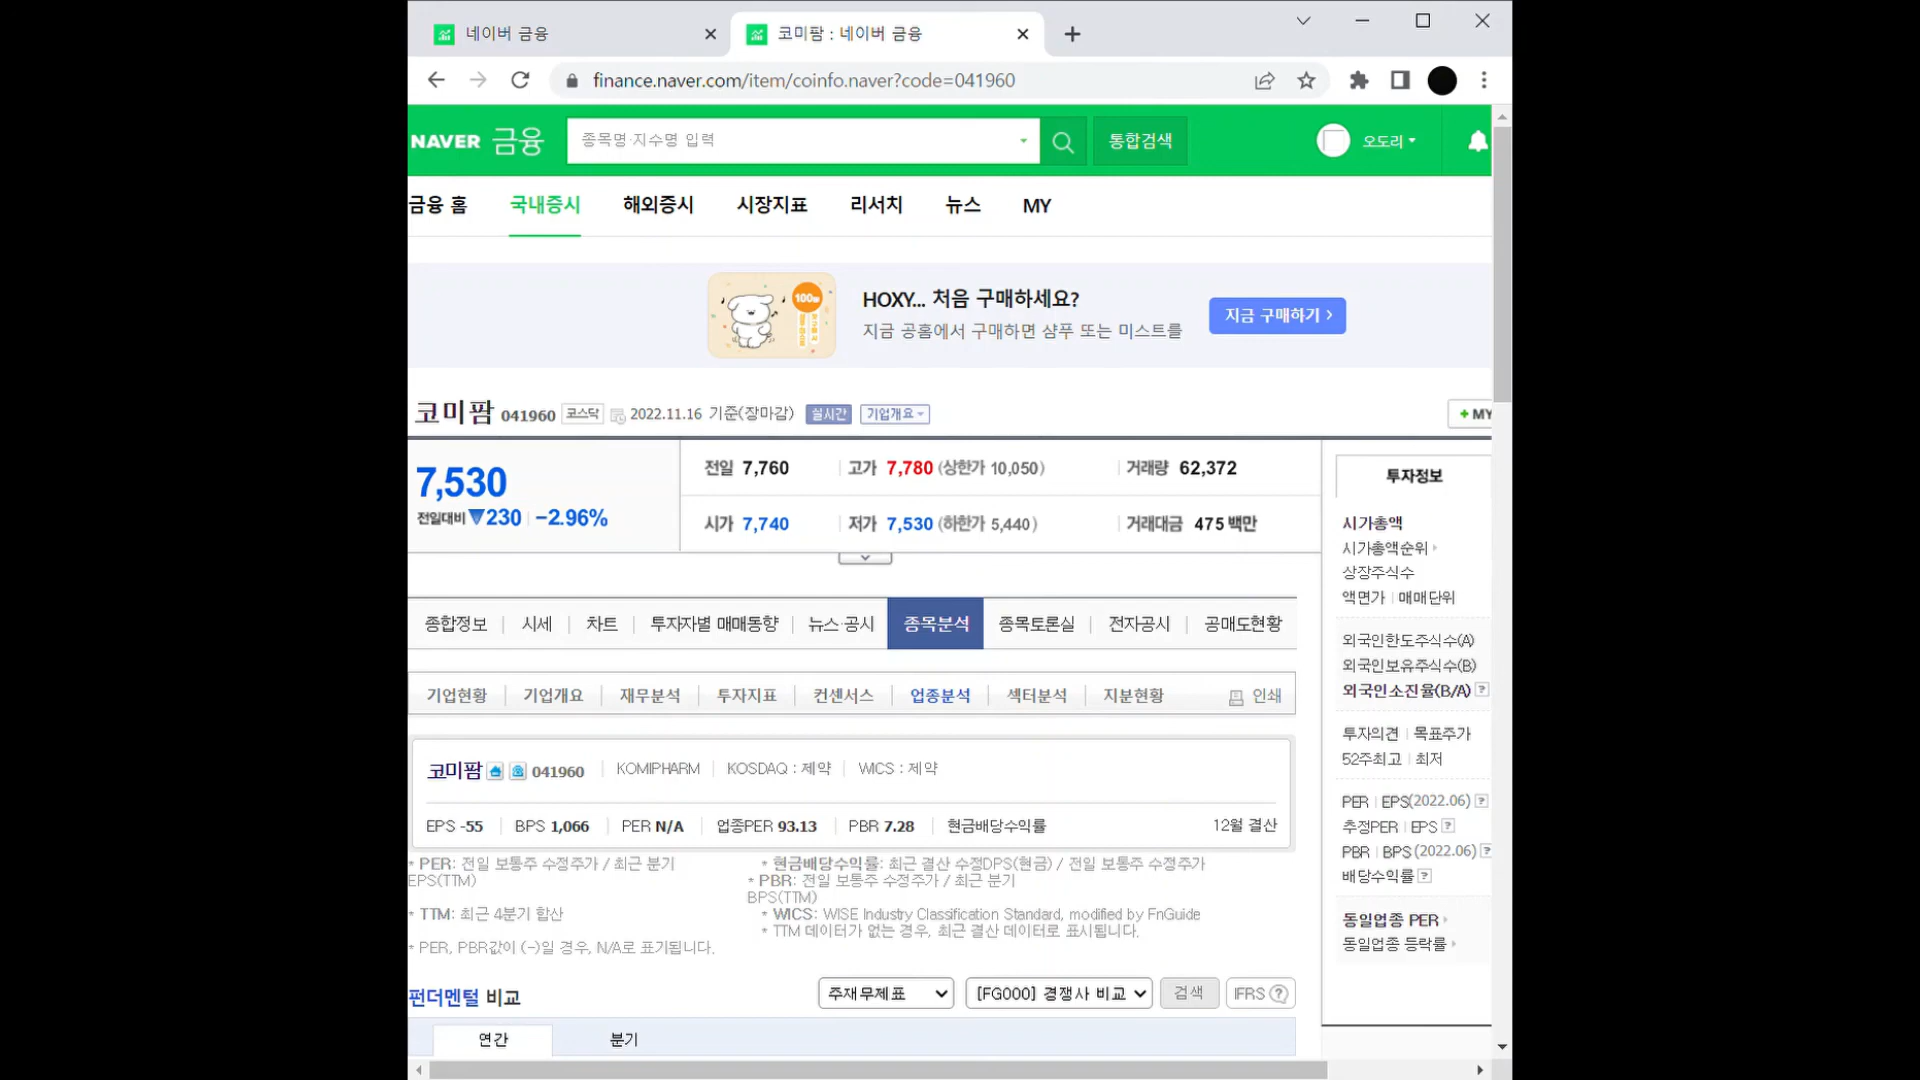 네이버 금융
코미팜 : 네이버 금융
finance.naver.com/item/coinfo.naver?code=041960
NAVER 금융
종목명·지수명 입력
통합검색
오도리
금융 홈 국내증시 해외증시 시장지표 리서치 뉴스 MY
100%
HOXY... 처음 구매하세요?
지금 공홈에서 구매하면 샴푸 또는 미스트를
지금 구매하기 >
코미팜 041960 코스닥 2022.11.16 기준(장마감) 실시간 기업개요
+ MY
7,530
전일대비 ▼230 -2.96%
전일 7,760 고가 7,780 (상한가 10,050) 거래량 62,372
시가 7,740 저가 7,530 (하한가 5,440) 거래대금 475 백만
종합정보 시세 차트 투자자별 매매동향 뉴스·공시 종목분석 종목토론실 전자공시 공매도현황
기업현황 기업개요 재무분석 투자지표 컨센서스 업종분석 섹터분석 지분현황 인쇄
코미팜 041960 KOMIPHARM KOSDAQ : 제약 WICS : 제약
EPS -55 BPS 1,066 PER N/A 업종PER 93.13 PBR 7.28 현금배당수익률 12월 결산
* PER: 전일 보통주 수정주가 / 최근 분기
EPS(TTM)
* TTM: 최근 4분기 합산
* PER, PBR값이 (-)일 경우, N/A로 표기됩니다.
* 현금배당수익률: 최근 결산 수정DPS(현금) / 전일 보통주 수정주가
* PBR: 전일 보통주 수정주가 / 최근 분기
BPS(TTM)
* WICS: WISE Industry Classification Standard, modified by FnGuide
* TTM 데이터가 없는 경우, 최근 결산 데이터로 표시됩니다.
펀더멘털 비교
주재무제표
[FG000] 경쟁사 비교
검색
IFRS ?
연간 분기
투자정보
시가총액
시가총액순위
상장주식수
액면가 | 매매단위
외국인한도주식수(A)
외국인보유주식수(B)
외국인소진율(B/A) ?
투자의견 | 목표주가
52주최고 | 최저
PER | EPS(2022.06) ?
추정PER | EPS ?
PBR | BPS (2022.06) ?
배당수익률 ?
동일업종 PER
동일업종 등락률